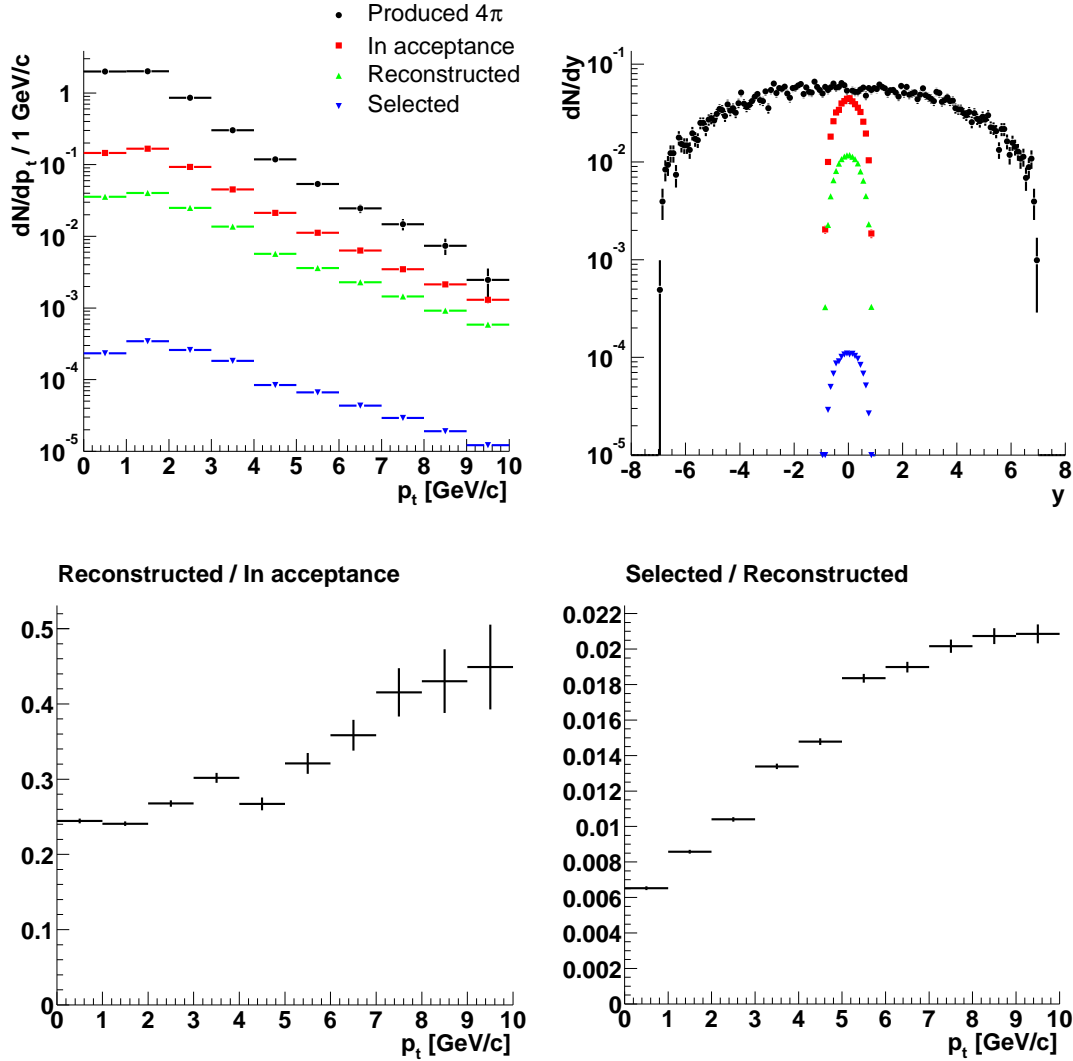 Produced 4π
In acceptance
Reconstructed
Selected
dN/dp_t / 1 GeV/c
1
10^-1
10^-2
10^-3
10^-4
10^-5
0 1 2 3 4 5 6 7 8 9 10
p_t [GeV/c]
dN/dy
10^-1
10^-2
10^-3
10^-4
10^-5
-8 -6 -4 -2 0 2 4 6 8
y
Reconstructed / In acceptance
0.5
0.4
0.3
0.2
0.1
0
0 1 2 3 4 5 6 7 8 9 10
p_t [GeV/c]
Selected / Reconstructed
0.022
0.02
0.018
0.016
0.014
0.012
0.01
0.008
0.006
0.004
0.002
0
0 1 2 3 4 5 6 7 8 9 10
p_t [GeV/c]